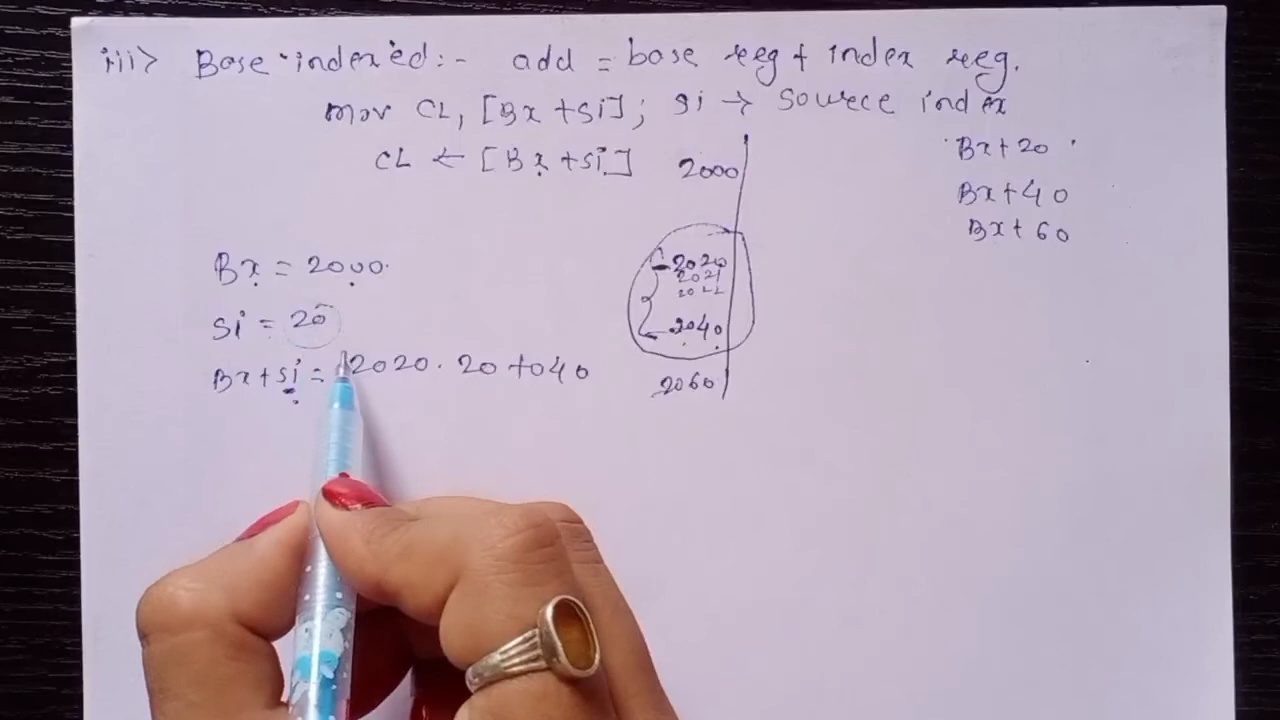 iii> Base-indexed :- add = base reg + index reg.
mov CL, [Bx + si] ; si → Source index
CL ← [Bx + si]
2000
Bx + 20
Bx + 40
Bx + 60
Bx = 2000.
si = 20
Bx + si = 2020. 20 + 040
2020
2021
2022
2040
2060